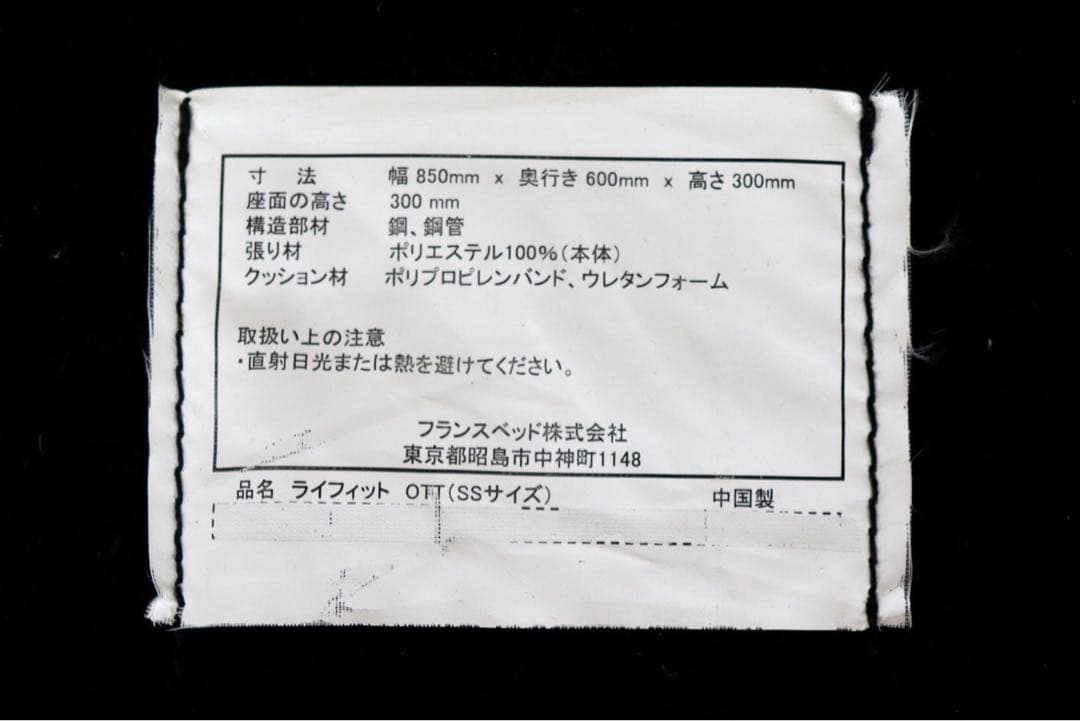 寸 法 幅 850mm x 奥行き 600mm x 高さ 300mm
座面の高さ 300 mm
構造部材 鋼、鋼管
張り材 ポリエステル100%(本体)
クッション材 ポリプロピレンバンド、ウレタンフォーム
取扱い上の注意
・直射日光または熱を避けてください。
フランスベッド株式会社
東京都昭島市中神町1148
品名 ライフィット OTT(SSサイズ) 中国製